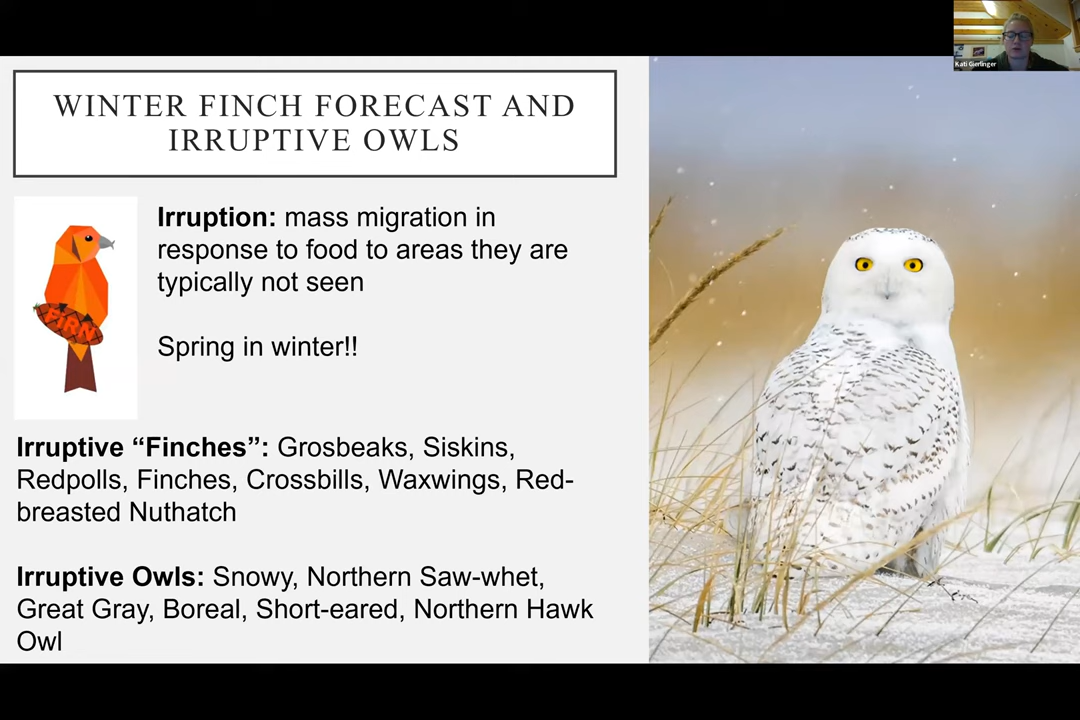 Kati Gierlinger
WINTER FINCH FORECAST AND
IRRUPTIVE OWLS
Irruption: mass migration in
response to food to areas they are
typically not seen
Spring in winter!!
FiRN
Irruptive “Finches”: Grosbeaks, Siskins,
Redpolls, Finches, Crossbills, Waxwings, Red-
breasted Nuthatch
Irruptive Owls: Snowy, Northern Saw-whet,
Great Gray, Boreal, Short-eared, Northern Hawk
Owl